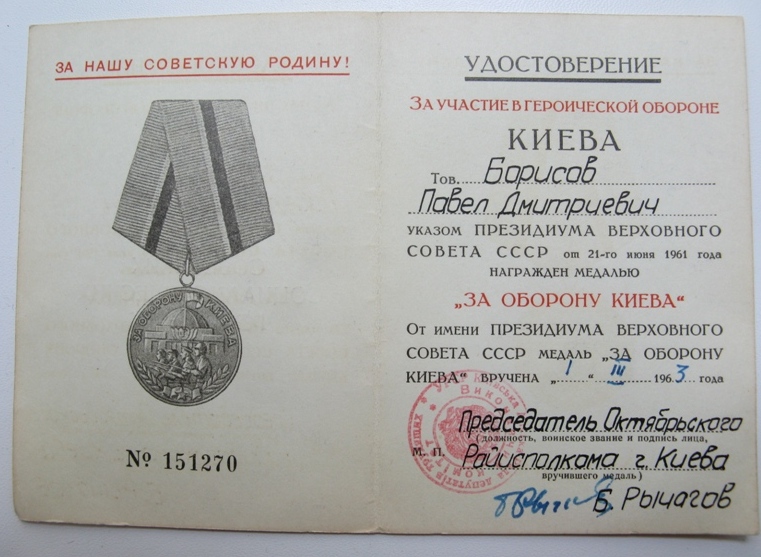 ЗА НАШУ СОВЕТСКУЮ РОДИНУ!
ЗА ОБОРОНУ КИЕВА
№ 151270
УДОСТОВЕРЕНИЕ
ЗА УЧАСТИЕ В ГЕРОИЧЕСКОЙ ОБОРОНЕ
КИЕВА
Тов. Борисов
Павел Дмитриевич
УКАЗОМ ПРЕЗИДИУМА ВЕРХОВНОГО
СОВЕТА СССР от 21-го июня 1961 года
НАГРАЖДЕН МЕДАЛЬЮ
„ЗА ОБОРОНУ КИЕВА“
От имени ПРЕЗИДИУМА ВЕРХОВНОГО
СОВЕТА СССР МЕДАЛЬ „ЗА ОБОРОНУ
КИЕВА“ ВРУЧЕНА „1“ III 1963 года
Председатель Октябрьского
(должность, воинское звание и подпись лица,
М. П. Райисполкома г. Киева
вручившего медаль)
Б. Рычагов